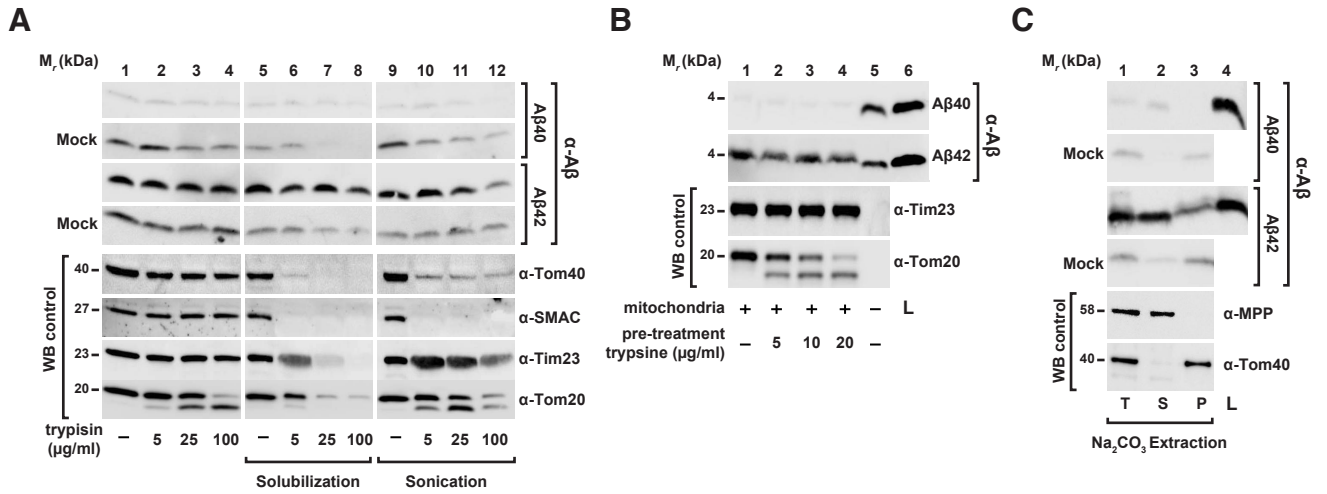 A
M_r (kDa)
1 2 3 4 5 6 7 8 9 10 11 12
Aβ40
Mock
Aβ42
Mock
α-Aβ
WB control
40 α-Tom40
27 α-SMAC
23 α-Tim23
20 α-Tom20
trypisin (μg/ml)
– 5 25 100 – 5 25 100 – 5 25 100
Solubilization Sonication
B
M_r (kDa)
1 2 3 4 5 6
4 Aβ40
4 Aβ42
α-Aβ
WB control
23 α-Tim23
20 α-Tom20
mitochondria + + + + – L
pre-treatment
trypsine (μg/ml) – 5 10 20 –
C
M_r (kDa)
1 2 3 4
Aβ40
Mock
Aβ42
Mock
α-Aβ
WB control
58 α-MPP
40 α-Tom40
T S P L
Na₂CO₃ Extraction